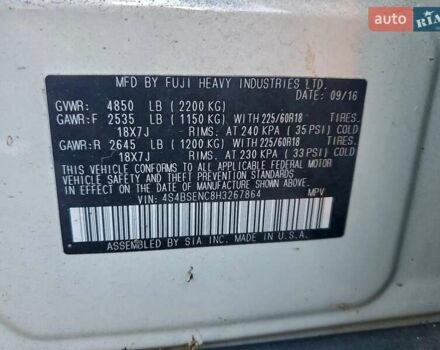 auto.RIA
MFD BY FUJI HEAVY INDUSTRIES LTD.
DATE: 09/16
GVWR: 4850 LB (2200 KG)
GAWR:F 2535 LB (1150 KG) WITH 225/60R18 TIRES.
18X7J RIMS. AT 240 KPA (35 PSI) COLD
GAWR:R 2645 LB (1200 KG) WITH 225/60R18 TIRES.
18X7J RIMS. AT 230 KPA (33 PSI) COLD
THIS VEHICLE CONFORMS TO ALL APPLICABLE FEDERAL MOTOR
VEHICLE SAFETY AND THEFT PREVENTION STANDARDS IN
EFFECT ON THE DATE OF MANUFACTURE SHOWN ABOVE.
VIN: 4S4BSENC8H3267864 MPV
ASSEMBLED BY SIA INC. IN U.S.A.